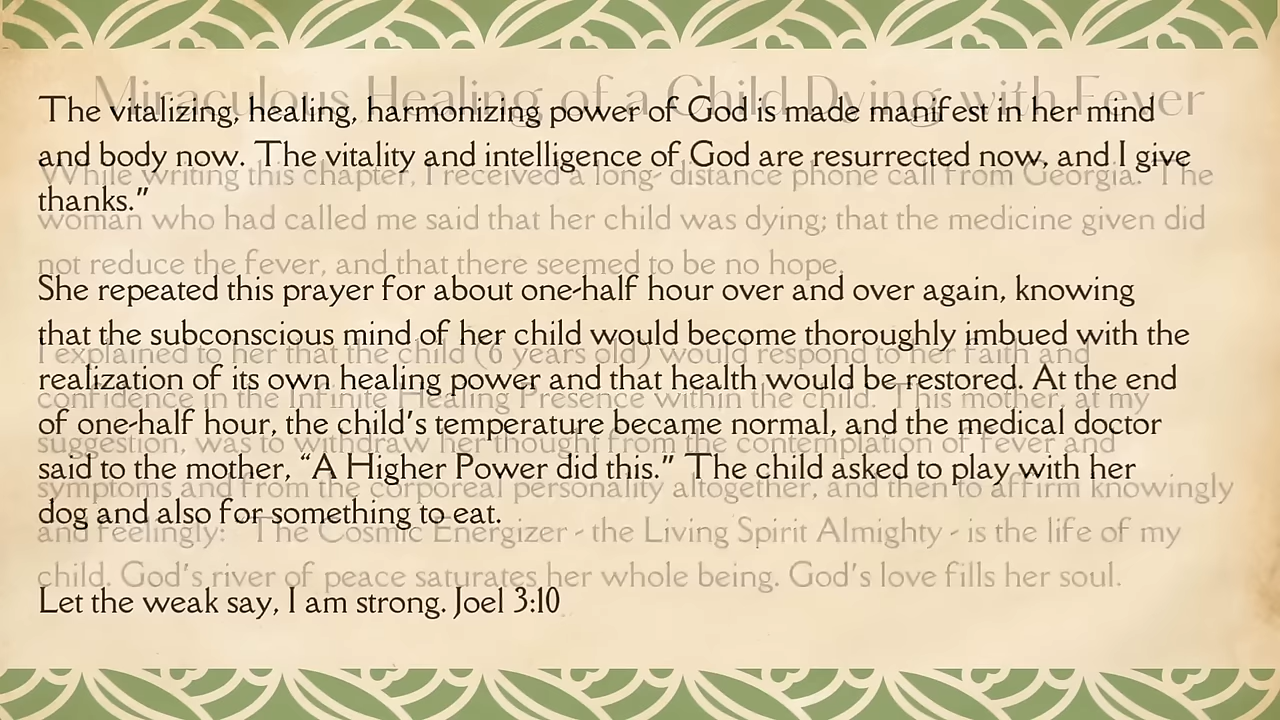 Miraculous Healing of a Child Dying with Fever
While writing this chapter, I received a long- distance phone call from Georgia. The
woman who had called me said that her child was dying; that the medicine given did
not reduce the fever, and that there seemed to be no hope.
I explained to her that the child (6 years old) would respond to her faith and
confidence in the Infinite Healing Presence within the child. This mother, at my
suggestion, was to withdraw her thought from the contemplation of fever and
symptoms and from the corporeal personality altogether, and then to affirm knowingly
and feelingly: "The Cosmic Energizer - the Living Spirit Almighty - is the life of my
child. God's river of peace saturates her whole being. God's love fills her soul.
The vitalizing, healing, harmonizing power of God is made manifest in her mind
and body now. The vitality and intelligence of God are resurrected now, and I give
thanks."
She repeated this prayer for about one-half hour over and over again, knowing
that the subconscious mind of her child would become thoroughly imbued with the
realization of its own healing power and that health would be restored. At the end
of one-half hour, the child's temperature became normal, and the medical doctor
said to the mother, "A Higher Power did this." The child asked to play with her
dog and also for something to eat.
Let the weak say, I am strong. Joel 3:10